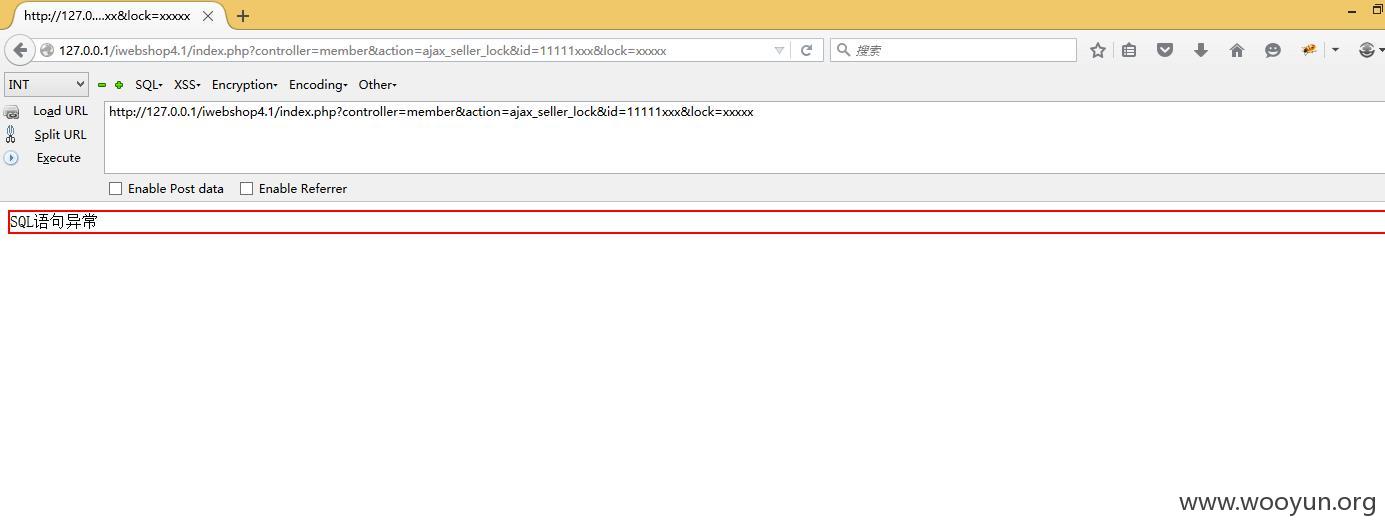 http://127.0....xx&lock=xxxxx
127.0.0.1/iwebshop4.1/index.php?controller=member&action=ajax_seller_lock&id=11111xxx&lock=xxxxx
搜索
INT
SQL
XSS
Encryption
Encoding
Other
Load URL
http://127.0.0.1/iwebshop4.1/index.php?controller=member&action=ajax_seller_lock&id=11111xxx&lock=xxxxx
Split URL
Execute
Enable Post data
Enable Referrer
SQL语句异常
www.wooyun.org